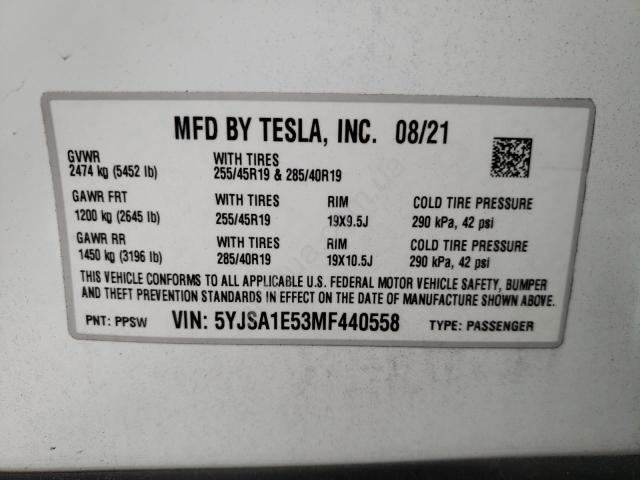 MFD BY TESLA, INC. 08/21
GVWR WITH TIRES
2474 kg (5452 lb) 255/45R19 & 285/40R19
GAWR FRT WITH TIRES RIM COLD TIRE PRESSURE
1200 kg (2645 lb) 255/45R19 19X9.5J 290 kPa, 42 psi
GAWR RR WITH TIRES RIM COLD TIRE PRESSURE
1450 kg (3196 lb) 285/40R19 19X10.5J 290 kPa, 42 psi
THIS VEHICLE CONFORMS TO ALL APPLICABLE U.S. FEDERAL MOTOR VEHICLE SAFETY, BUMPER
AND THEFT PREVENTION STANDARDS IN EFFECT ON THE DATE OF MANUFACTURE SHOWN ABOVE.
PNT: PPSW VIN: 5YJSA1E53MF440558 TYPE: PASSENGER